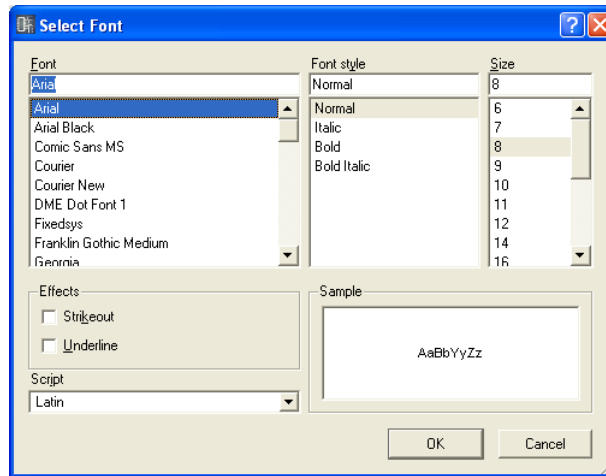 Select Font
Font
Arial
Arial
Arial Black
Comic Sans MS
Courier
Courier New
DME Dot Font 1
Fixedsys
Franklin Gothic Medium
Georgia
Font style
Normal
Normal
Italic
Bold
Bold Italic
Size
8
6
7
8
9
10
11
12
14
16
Effects
Strikeout
Underline
Script
Latin
Sample
AaBbYyZz
OK
Cancel